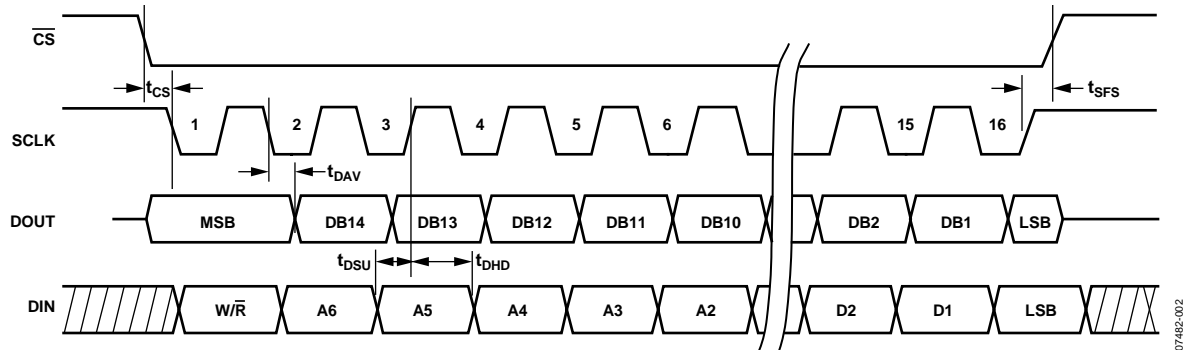 CS
tCS
tSFS
SCLK
1 2 3 4 5 6 15 16
tDAV
DOUT
MSB DB14 DB13 DB12 DB11 DB10 DB2 DB1 LSB
tDSU tDHD
DIN
W/R A6 A5 A4 A3 A2 D2 D1 LSB
07482-002